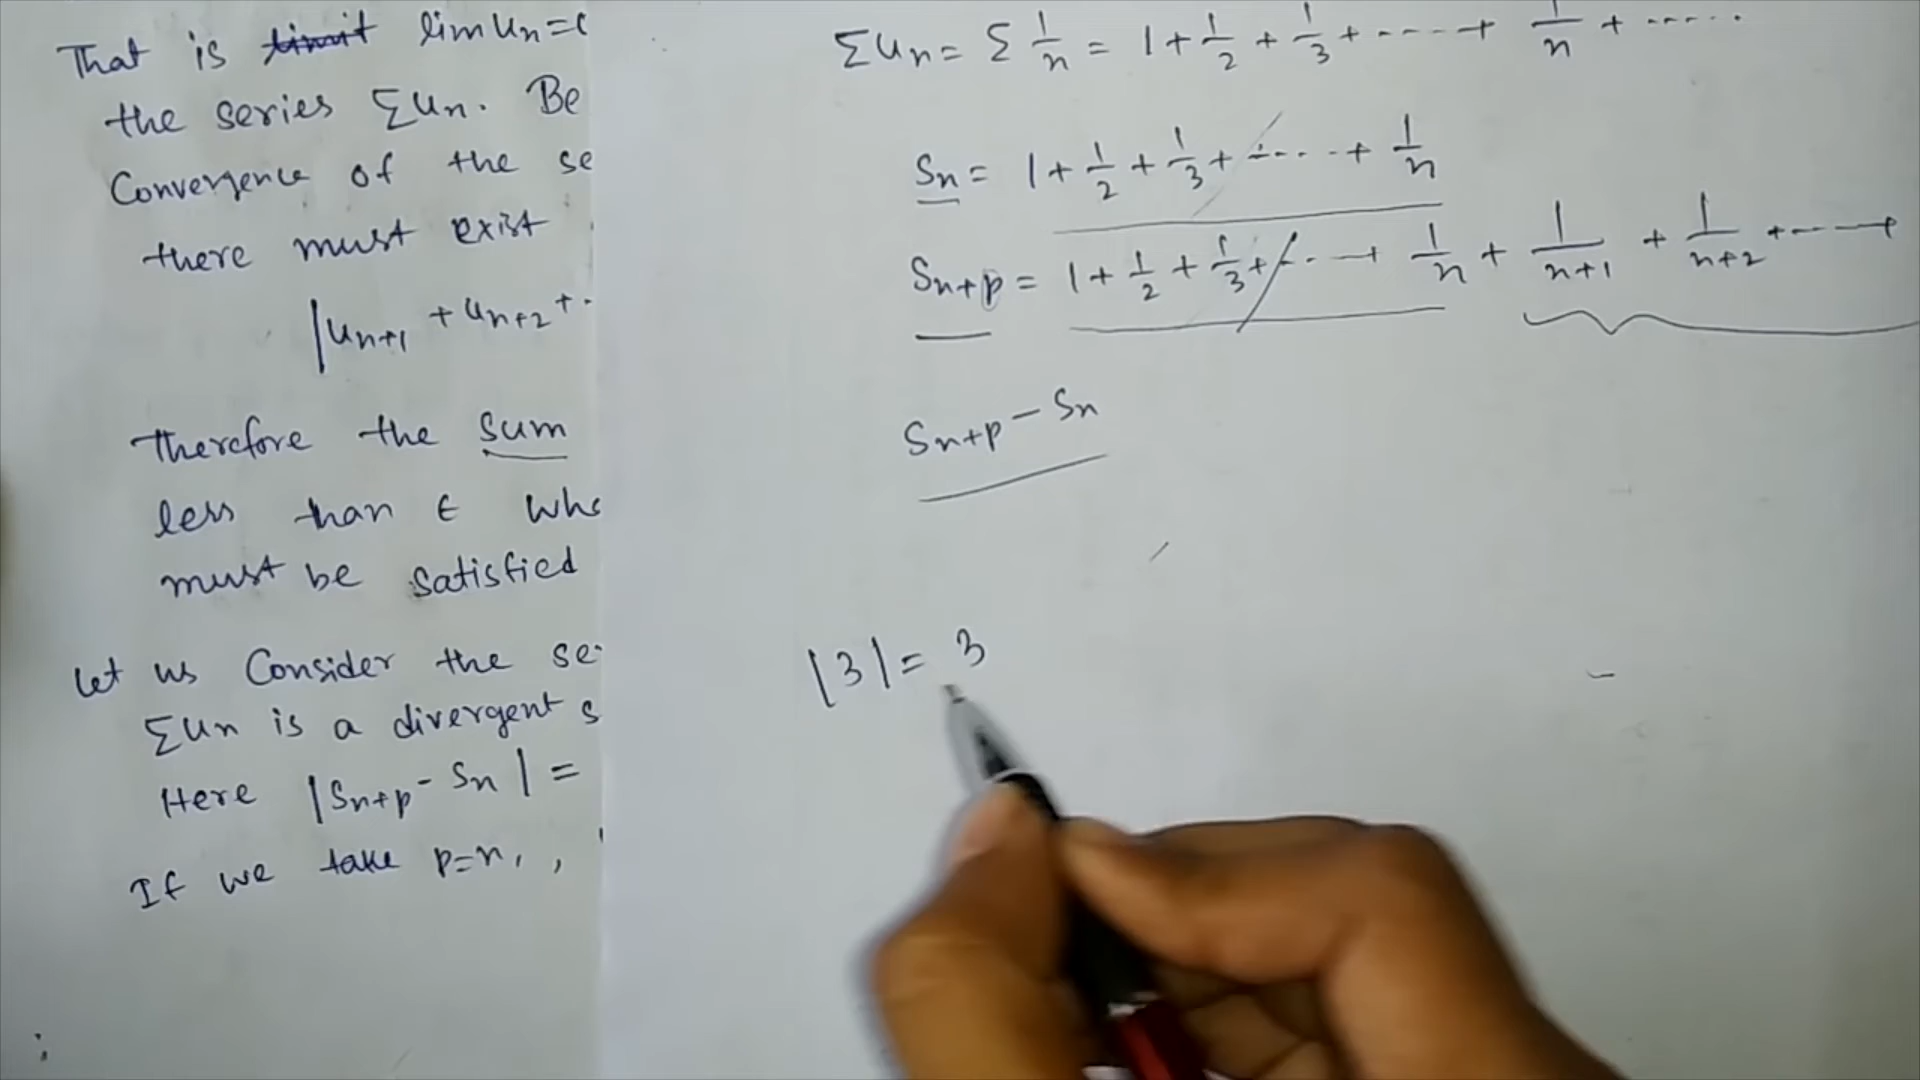 That is limit lim un =
the series Σun. Be
Convergence of the se
there must exist
|un+1 + un+2 + .
Therefore the sum
less than ϵ whe
must be satisfied
Let us Consider the se
Σun is a divergent s
Here |Sn+p - Sn| =
If we take p=n, ,
Σun = Σ 1/n = 1 + 1/2 + 1/3 + ----+ 1/n + .....
Sn = 1 + 1/2 + 1/3 + ---- + 1/n
Sn+p = 1 + 1/2 + 1/3 + -- + 1/n + 1/n+1 + 1/n+2 + ---+
Sn+p - Sn
|3| = 3